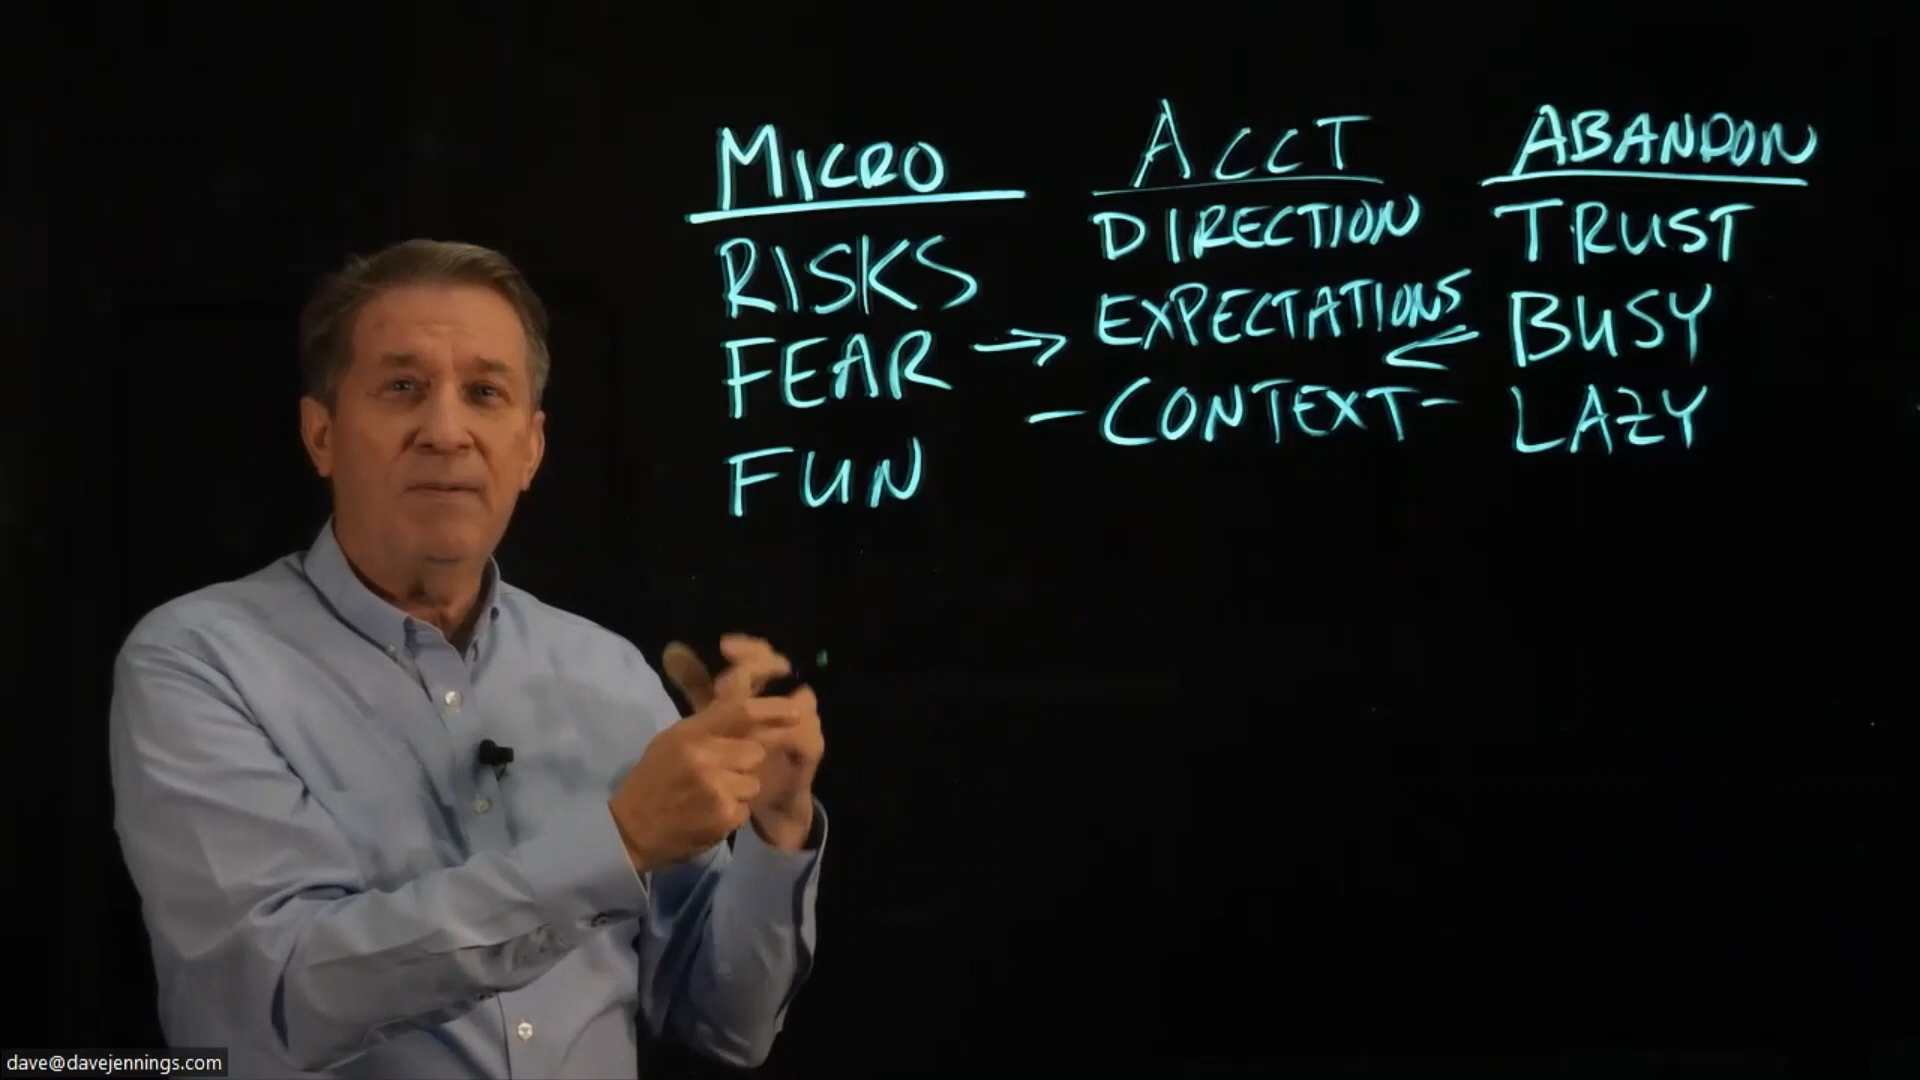 MICRO
RISKS
FEAR →
FUN
ACCT
DIRECTION
EXPECTATIONS
- CONTEXT -
ABANDON
TRUST
← BUSY
LAZY
dave@davejennings.com